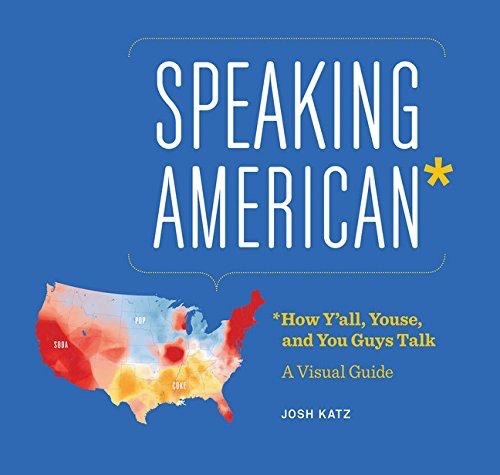 SPEAKING
AMERICAN*
POP
SODA
COKE
*How Y'all, Youse,
and You Guys Talk
A Visual Guide
JOSH KATZ